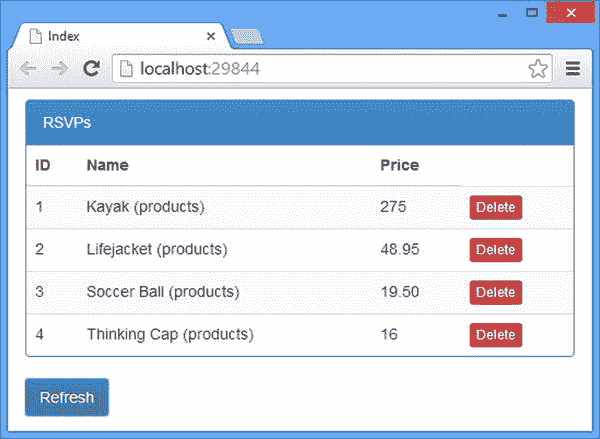 Index
localhost:29844
RSVPs
ID Name Price
1 Kayak (products) 275 Delete
2 Lifejacket (products) 48.95 Delete
3 Soccer Ball (products) 19.50 Delete
4 Thinking Cap (products) 16 Delete
Refresh